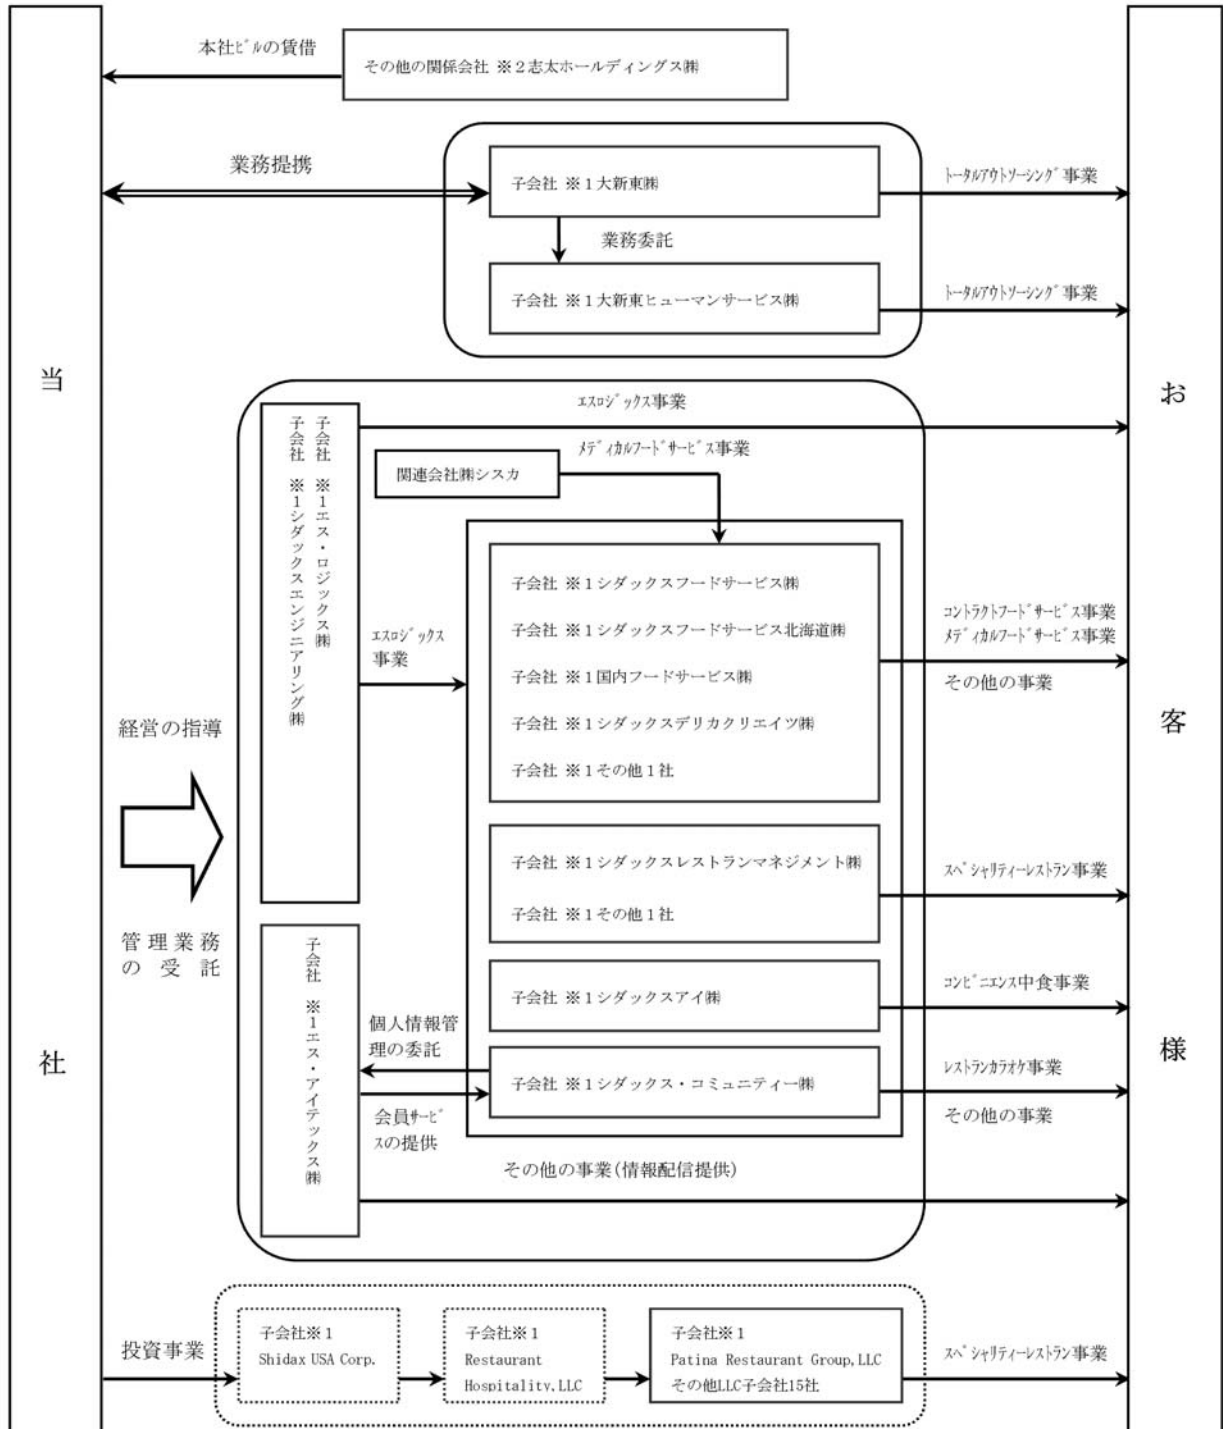 本社ﾋﾞﾙの賃借
その他の関係会社 ※2志太ホールディングス㈱
業務提携
子会社 ※1大新東㈱
ﾄｰﾀﾙｱｳﾄｿｰｼﾝｸﾞ事業
業務委託
子会社 ※1大新東ヒューマンサービス㈱
ﾄｰﾀﾙｱｳﾄｿｰｼﾝｸﾞ事業
当
社
お
客
様
ｴｽﾛｼﾞｯｸｽ事業
子会社 ※1エス・ロジックス㈱
子会社 ※1シダックスエンジニアリング㈱
ﾒﾃﾞｨｶﾙﾌｰﾄﾞｻｰﾋﾞｽ事業
関連会社㈱シスカ
子会社 ※1シダックスフードサービス㈱
子会社 ※1シダックスフードサービス北海道㈱
子会社 ※1国内フードサービス㈱
子会社 ※1シダックスデリカクリエイツ㈱
子会社 ※1その他1社
ｴｽﾛｼﾞｯｸｽ
事業
ｺﾝﾄﾗｸﾄﾌｰﾄﾞｻｰﾋﾞｽ事業
ﾒﾃﾞｨｶﾙﾌｰﾄﾞｻｰﾋﾞｽ事業
その他の事業
経営の指導
管理業務
の受託
子会社 ※1シダックスレストランマネジメント㈱
子会社 ※1その他1社
ｽﾍﾟｼｬﾘﾃｨｰﾚｽﾄﾗﾝ事業
子会社 ※1エス・アイテックス㈱
子会社 ※1シダックスアイ㈱
ｺﾝﾋﾞﾆｴﾝｽ中食事業
個人情報管
理の委託
子会社 ※1シダックス・コミュニティー㈱
ﾚｽﾄﾗﾝｶﾗｵｹ事業
その他の事業
会員ｻｰﾋﾞ
ｽの提供
その他の事業(情報配信提供)
投資事業
子会社※1
Shidax USA Corp.
子会社※1
Restaurant
Hospitality,LLC
子会社※1
Patina Restaurant Group,LLC
その他LLC子会社15社
ｽﾍﾟｼｬﾘﾃｨｰﾚｽﾄﾗﾝ事業